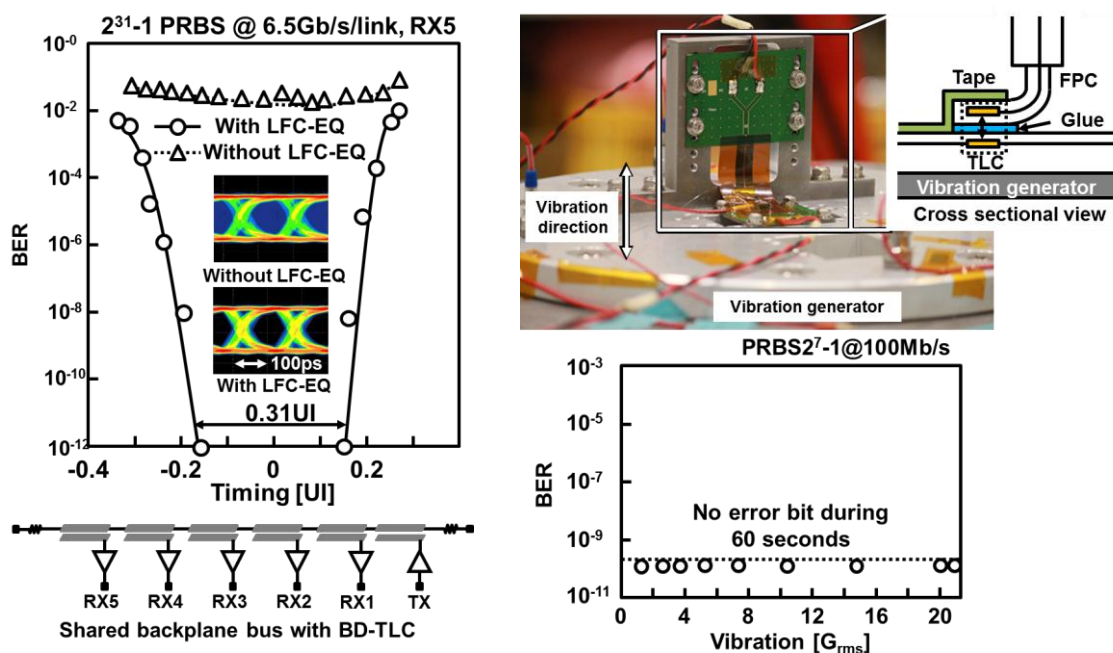 2³¹-1 PRBS @ 6.5Gb/s/link, RX5
10⁻⁰
10⁻²
10⁻⁴
10⁻⁶
10⁻⁸
10⁻¹⁰
10⁻¹²
BER
With LFC-EQ
Without LFC-EQ
Without LFC-EQ
100ps
With LFC-EQ
0.31UI
-0.4 -0.2 0 0.2
Timing [UI]
RX5 RX4 RX3 RX2 RX1 TX
Shared backplane bus with BD-TLC
Vibration
direction
Vibration generator
Tape
FPC
Glue
TLC
Vibration generator
Cross sectional view
PRBS2⁷-1@100Mb/s
10⁻³
10⁻⁵
10⁻⁷
10⁻⁹
10⁻¹¹
BER
No error bit during
60 seconds
0 4 8 12 16 20
Vibration [Grms]